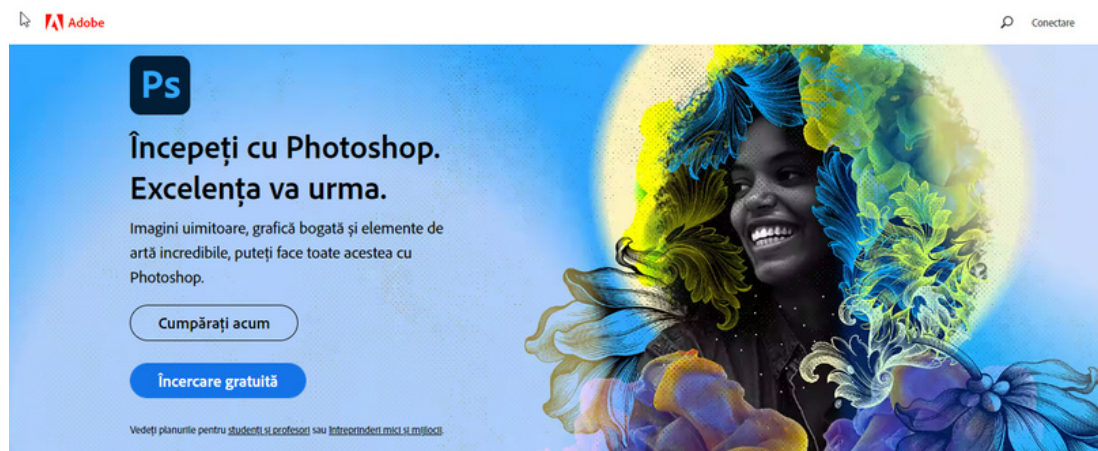 Adobe
Conectare
Ps
Începeți cu Photoshop.
Excelența va urma.
Imagini uimitoare, grafică bogată și elemente de
artă incredibile, puteți face toate acestea cu
Photoshop.
Cumpărați acum
Încercare gratuită
Vedeți planurile pentru studenți și profesori sau Întreprinderi mici și mijlocii.